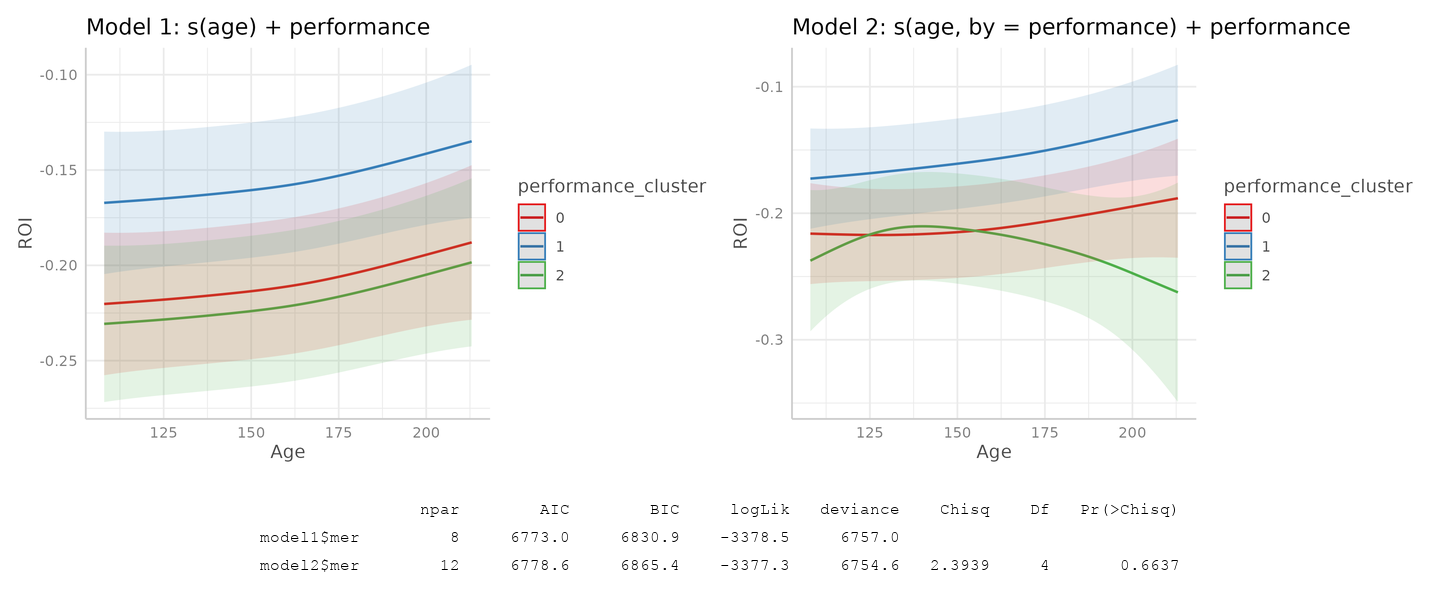 Model 1: s(age) + performance
-0.10
-0.15
-0.20
-0.25
ROI
125 150 175 200
Age
performance_cluster
0
1
2
Model 2: s(age, by = performance) + performance
-0.1
-0.2
-0.3
ROI
125 150 175 200
Age
performance_cluster
0
1
2
npar AIC BIC logLik deviance Chisq Df Pr(>Chisq)
model1$mer 8 6773.0 6830.9 -3378.5 6757.0
model2$mer 12 6778.6 6865.4 -3377.3 6754.6 2.3939 4 0.6637